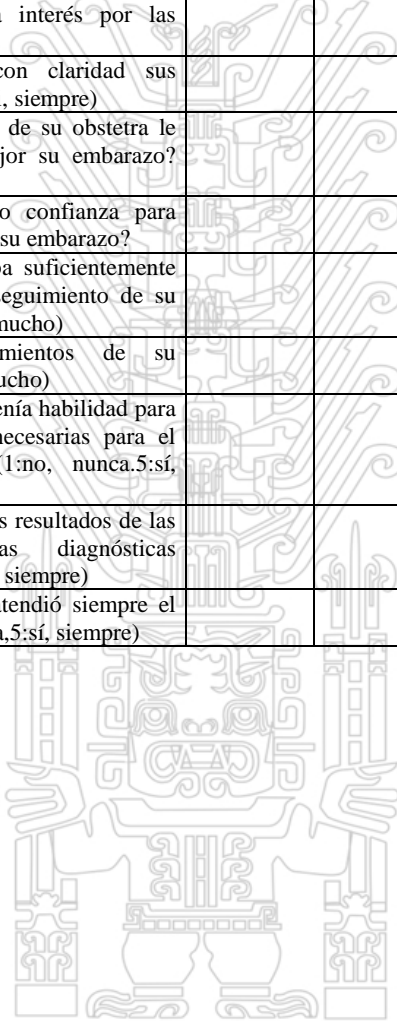 interés por las
con claridad sus
, siempre)
de su obstetra le
jor su embarazo?
o confianza para
su embarazo?
suficientemente
seguimiento de su
mucho)
mientos de su
ucho)
enía habilidad para
necesarias para el
(1:no, nunca.5:sí,
s resultados de las
as diagnósticas
siempre)
atendió siempre el
a,5:sí, siempre)